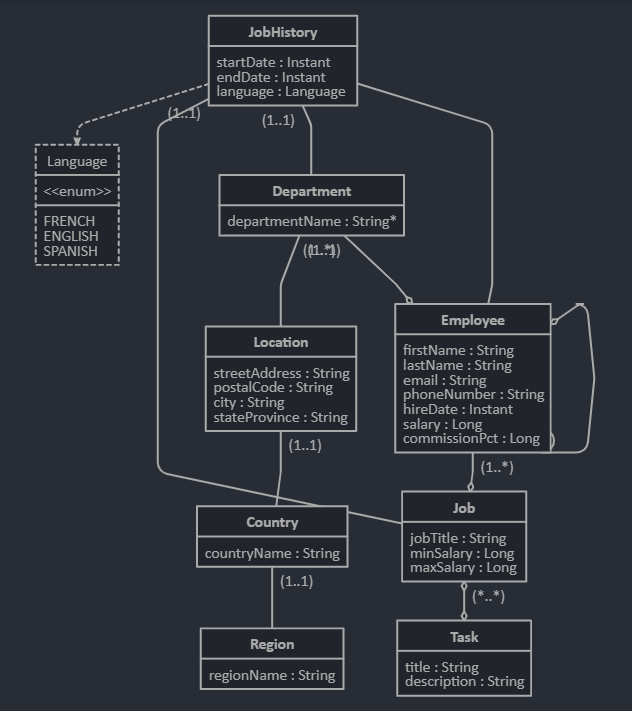 JobHistory
startDate : Instant
endDate : Instant
language : Language
(1..1)
(1..1)
Language
<<enum>>
FRENCH
ENGLISH
SPANISH
Department
departmentName : String*
Location
streetAddress : String
postalCode : String
city : String
stateProvince : String
Employee
firstName : String
lastName : String
email : String
phoneNumber : String
hireDate : Instant
salary : Long
commissionPct : Long
(1..1)
(1..*)
Country
countryName : String
Job
jobTitle : String
minSalary : Long
maxSalary : Long
(1..1)
(*..*)
Region
regionName : String
Task
title : String
description : String